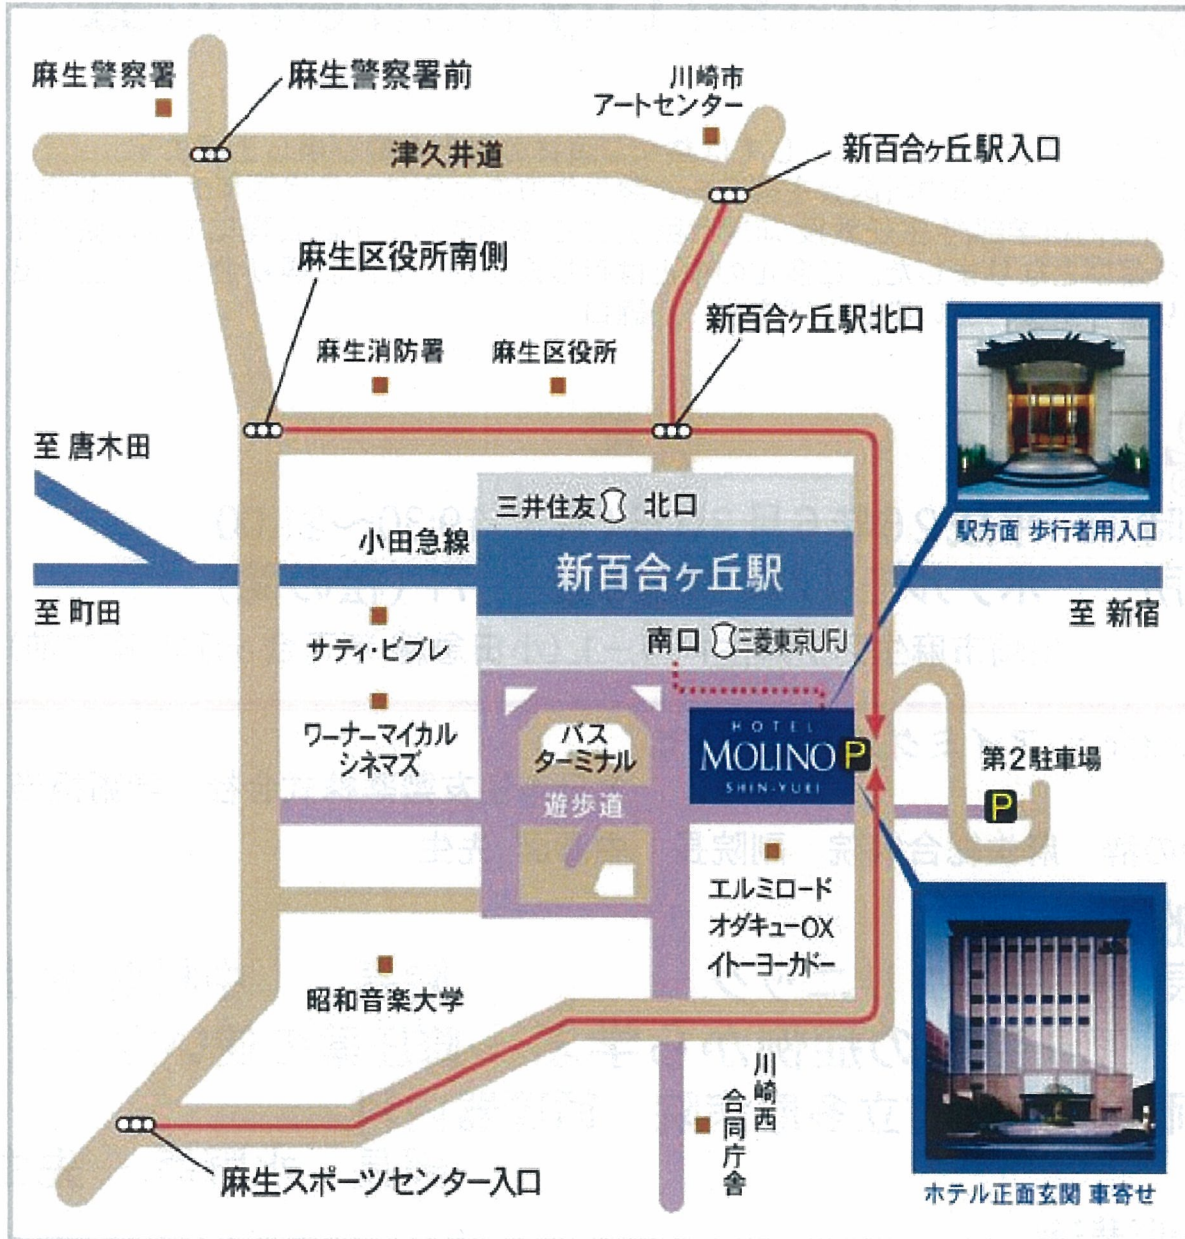 麻生警察署
麻生警察署前
川崎市
アートセンター
津久井道
新百合ヶ丘駅入口
麻生区役所南側
新百合ヶ丘駅北口
麻生消防署
麻生区役所
至 唐木田
三井住友
北口
駅方面 歩行者用入口
小田急線
新百合ヶ丘駅
至 町田
至 新宿
サティ・ビブレ
南口
三菱東京UFJ
ワーナーマイカル
シネマズ
バス
ターミナル
HOTEL
MOLINO
SHIN-YURI
P
第2駐車場
P
遊歩道
エルミロード
オダキューOX
イトーヨーカドー
昭和音楽大学
川崎西
合同庁舎
麻生スポーツセンター入口
ホテル正面玄関 車寄せ